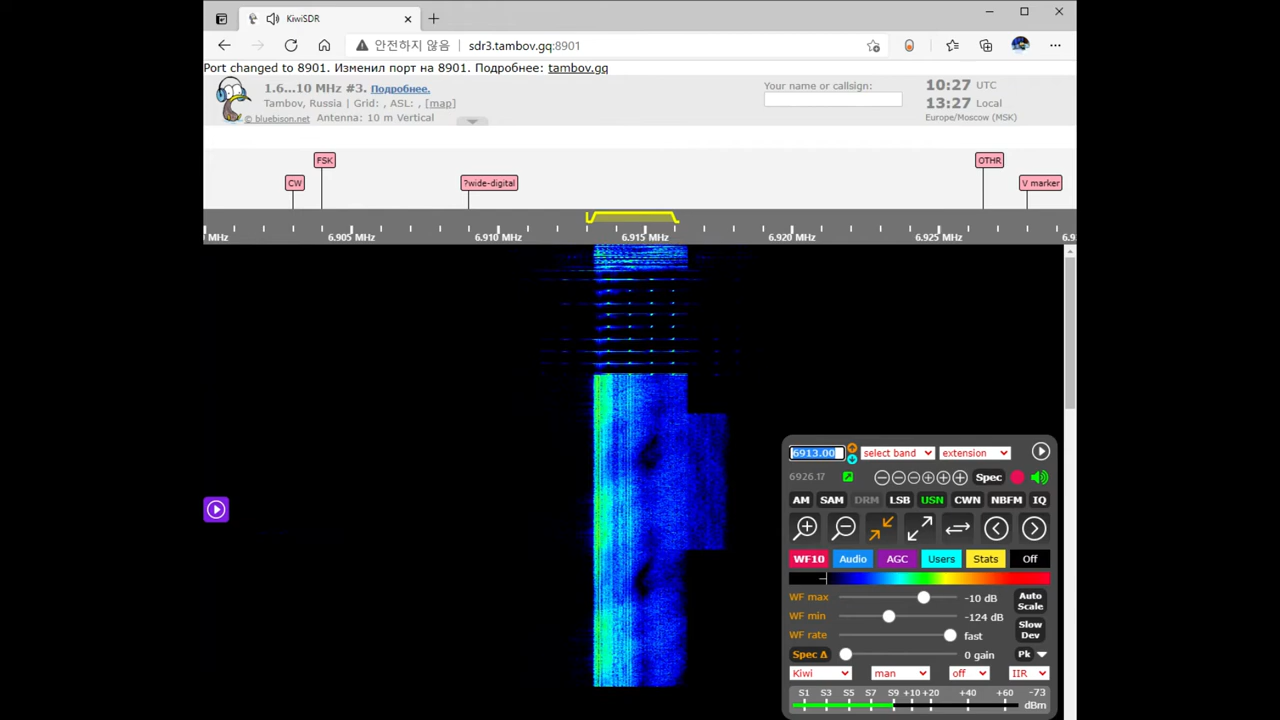 KiwiSDR
안전하지 않음 sdr3.tambov.gq:8901
Port changed to 8901. Изменил порт на 8901. Подробнее: tambov.gq
1.6...10 MHz #3. Подробнее.
Tambov, Russia | Grid: , ASL: , [map]
© bluebison.net Antenna: 10 m Vertical
Your name or callsign:
10:27 UTC
13:27 Local
Europe/Moscow (MSK)
FSK
OTHR
CW
?wide-digital
V marker
MHz 6.905 MHz 6.910 MHz 6.915 MHz 6.920 MHz 6.925 MHz 6.9
6913.00 select band extension
6926.17 Spec
AM SAM DRM LSB USN CWN NBFM IQ
WF10 Audio AGC Users Stats Off
WF max -10 dB Auto Scale
WF min -124 dB
WF rate fast Slow Dev
Spec Δ 0 gain Pk
Kiwi man off IIR
S1 S3 S5 S7 S9 +10 +20 +40 +60 -73 dBm